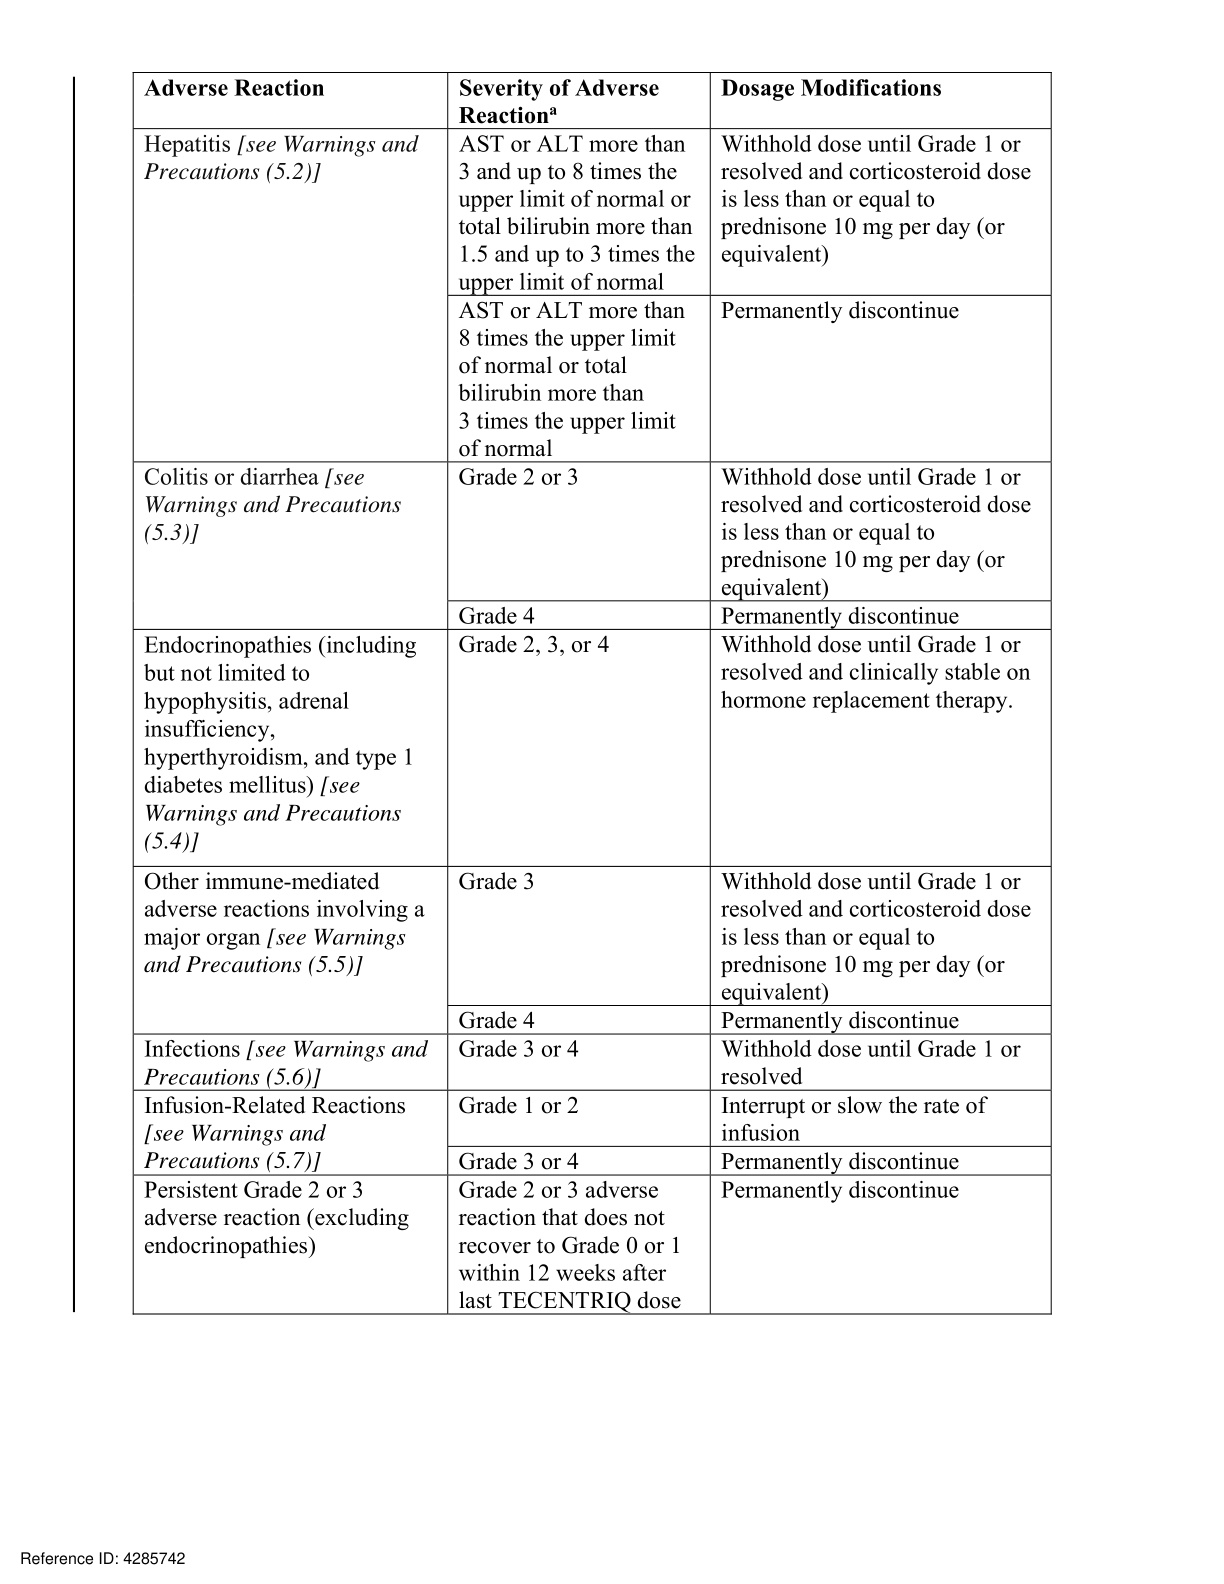 Adverse Reaction
Severity of Adverse
Reactionᵃ
Dosage Modifications
Hepatitis [see Warnings and
Precautions (5.2)]
AST or ALT more than
3 and up to 8 times the
upper limit of normal or
total bilirubin more than
1.5 and up to 3 times the
upper limit of normal
Withhold dose until Grade 1 or
resolved and corticosteroid dose
is less than or equal to
prednisone 10 mg per day (or
equivalent)
AST or ALT more than
8 times the upper limit
of normal or total
bilirubin more than
3 times the upper limit
of normal
Permanently discontinue
Colitis or diarrhea [see
Warnings and Precautions
(5.3)]
Grade 2 or 3
Withhold dose until Grade 1 or
resolved and corticosteroid dose
is less than or equal to
prednisone 10 mg per day (or
equivalent)
Grade 4
Permanently discontinue
Endocrinopathies (including
but not limited to
hypophysitis, adrenal
insufficiency,
hyperthyroidism, and type 1
diabetes mellitus) [see
Warnings and Precautions
(5.4)]
Grade 2, 3, or 4
Withhold dose until Grade 1 or
resolved and clinically stable on
hormone replacement therapy.
Other immune-mediated
adverse reactions involving a
major organ [see Warnings
and Precautions (5.5)]
Grade 3
Withhold dose until Grade 1 or
resolved and corticosteroid dose
is less than or equal to
prednisone 10 mg per day (or
equivalent)
Grade 4
Permanently discontinue
Infections [see Warnings and
Precautions (5.6)]
Grade 3 or 4
Withhold dose until Grade 1 or
resolved
Infusion-Related Reactions
[see Warnings and
Precautions (5.7)]
Grade 1 or 2
Interrupt or slow the rate of
infusion
Grade 3 or 4
Permanently discontinue
Persistent Grade 2 or 3
adverse reaction (excluding
endocrinopathies)
Grade 2 or 3 adverse
reaction that does not
recover to Grade 0 or 1
within 12 weeks after
last TECENTRIQ dose
Permanently discontinue
Reference ID: 4285742